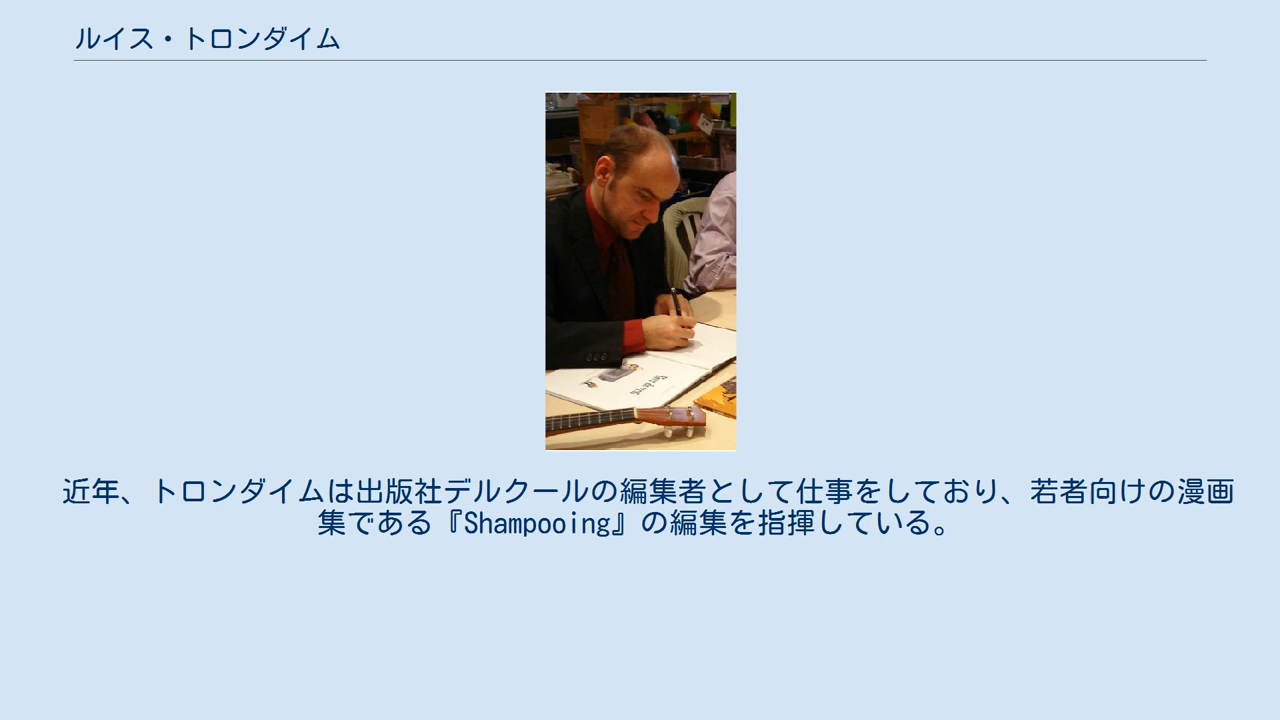 ルイス・トロンダイム
近年、トロンダイムは出版社デルクールの編集者として仕事をしており、若者向けの漫画
集である『Shampooing』の編集を指揮している。